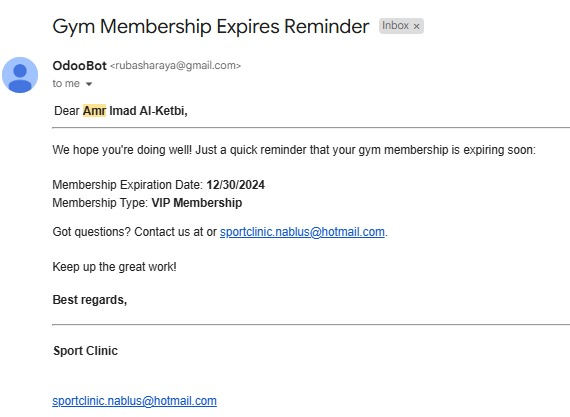 Gym Membership Expires Reminder Inbox ×
OdooBot <rubasharaya@gmail.com>
to me
Dear Amr Imad Al-Ketbi,
We hope you're doing well! Just a quick reminder that your gym membership is expiring soon:
Membership Expiration Date: 12/30/2024
Membership Type: VIP Membership
Got questions? Contact us at or sportclinic.nablus@hotmail.com.
Keep up the great work!
Best regards,
Sport Clinic
sportclinic.nablus@hotmail.com